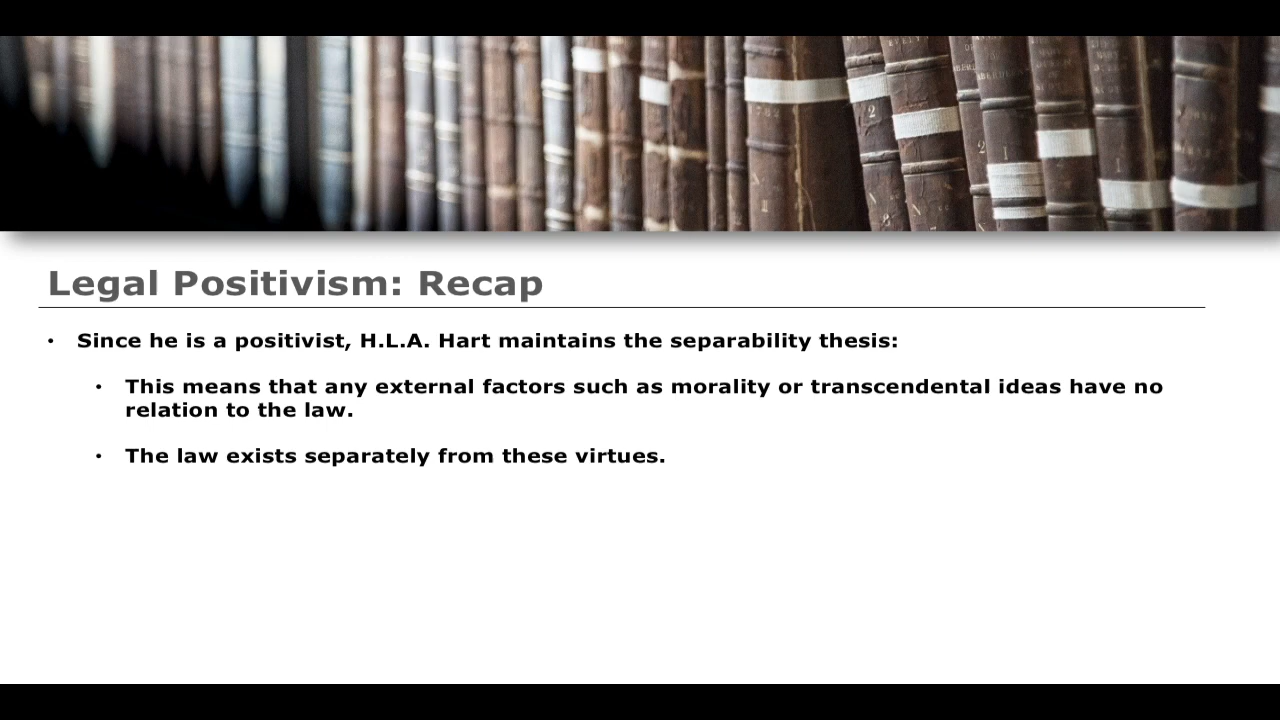 Legal Positivism: Recap
• Since he is a positivist, H.L.A. Hart maintains the separability thesis:
• This means that any external factors such as morality or transcendental ideas have no
relation to the law.
• The law exists separately from these virtues.